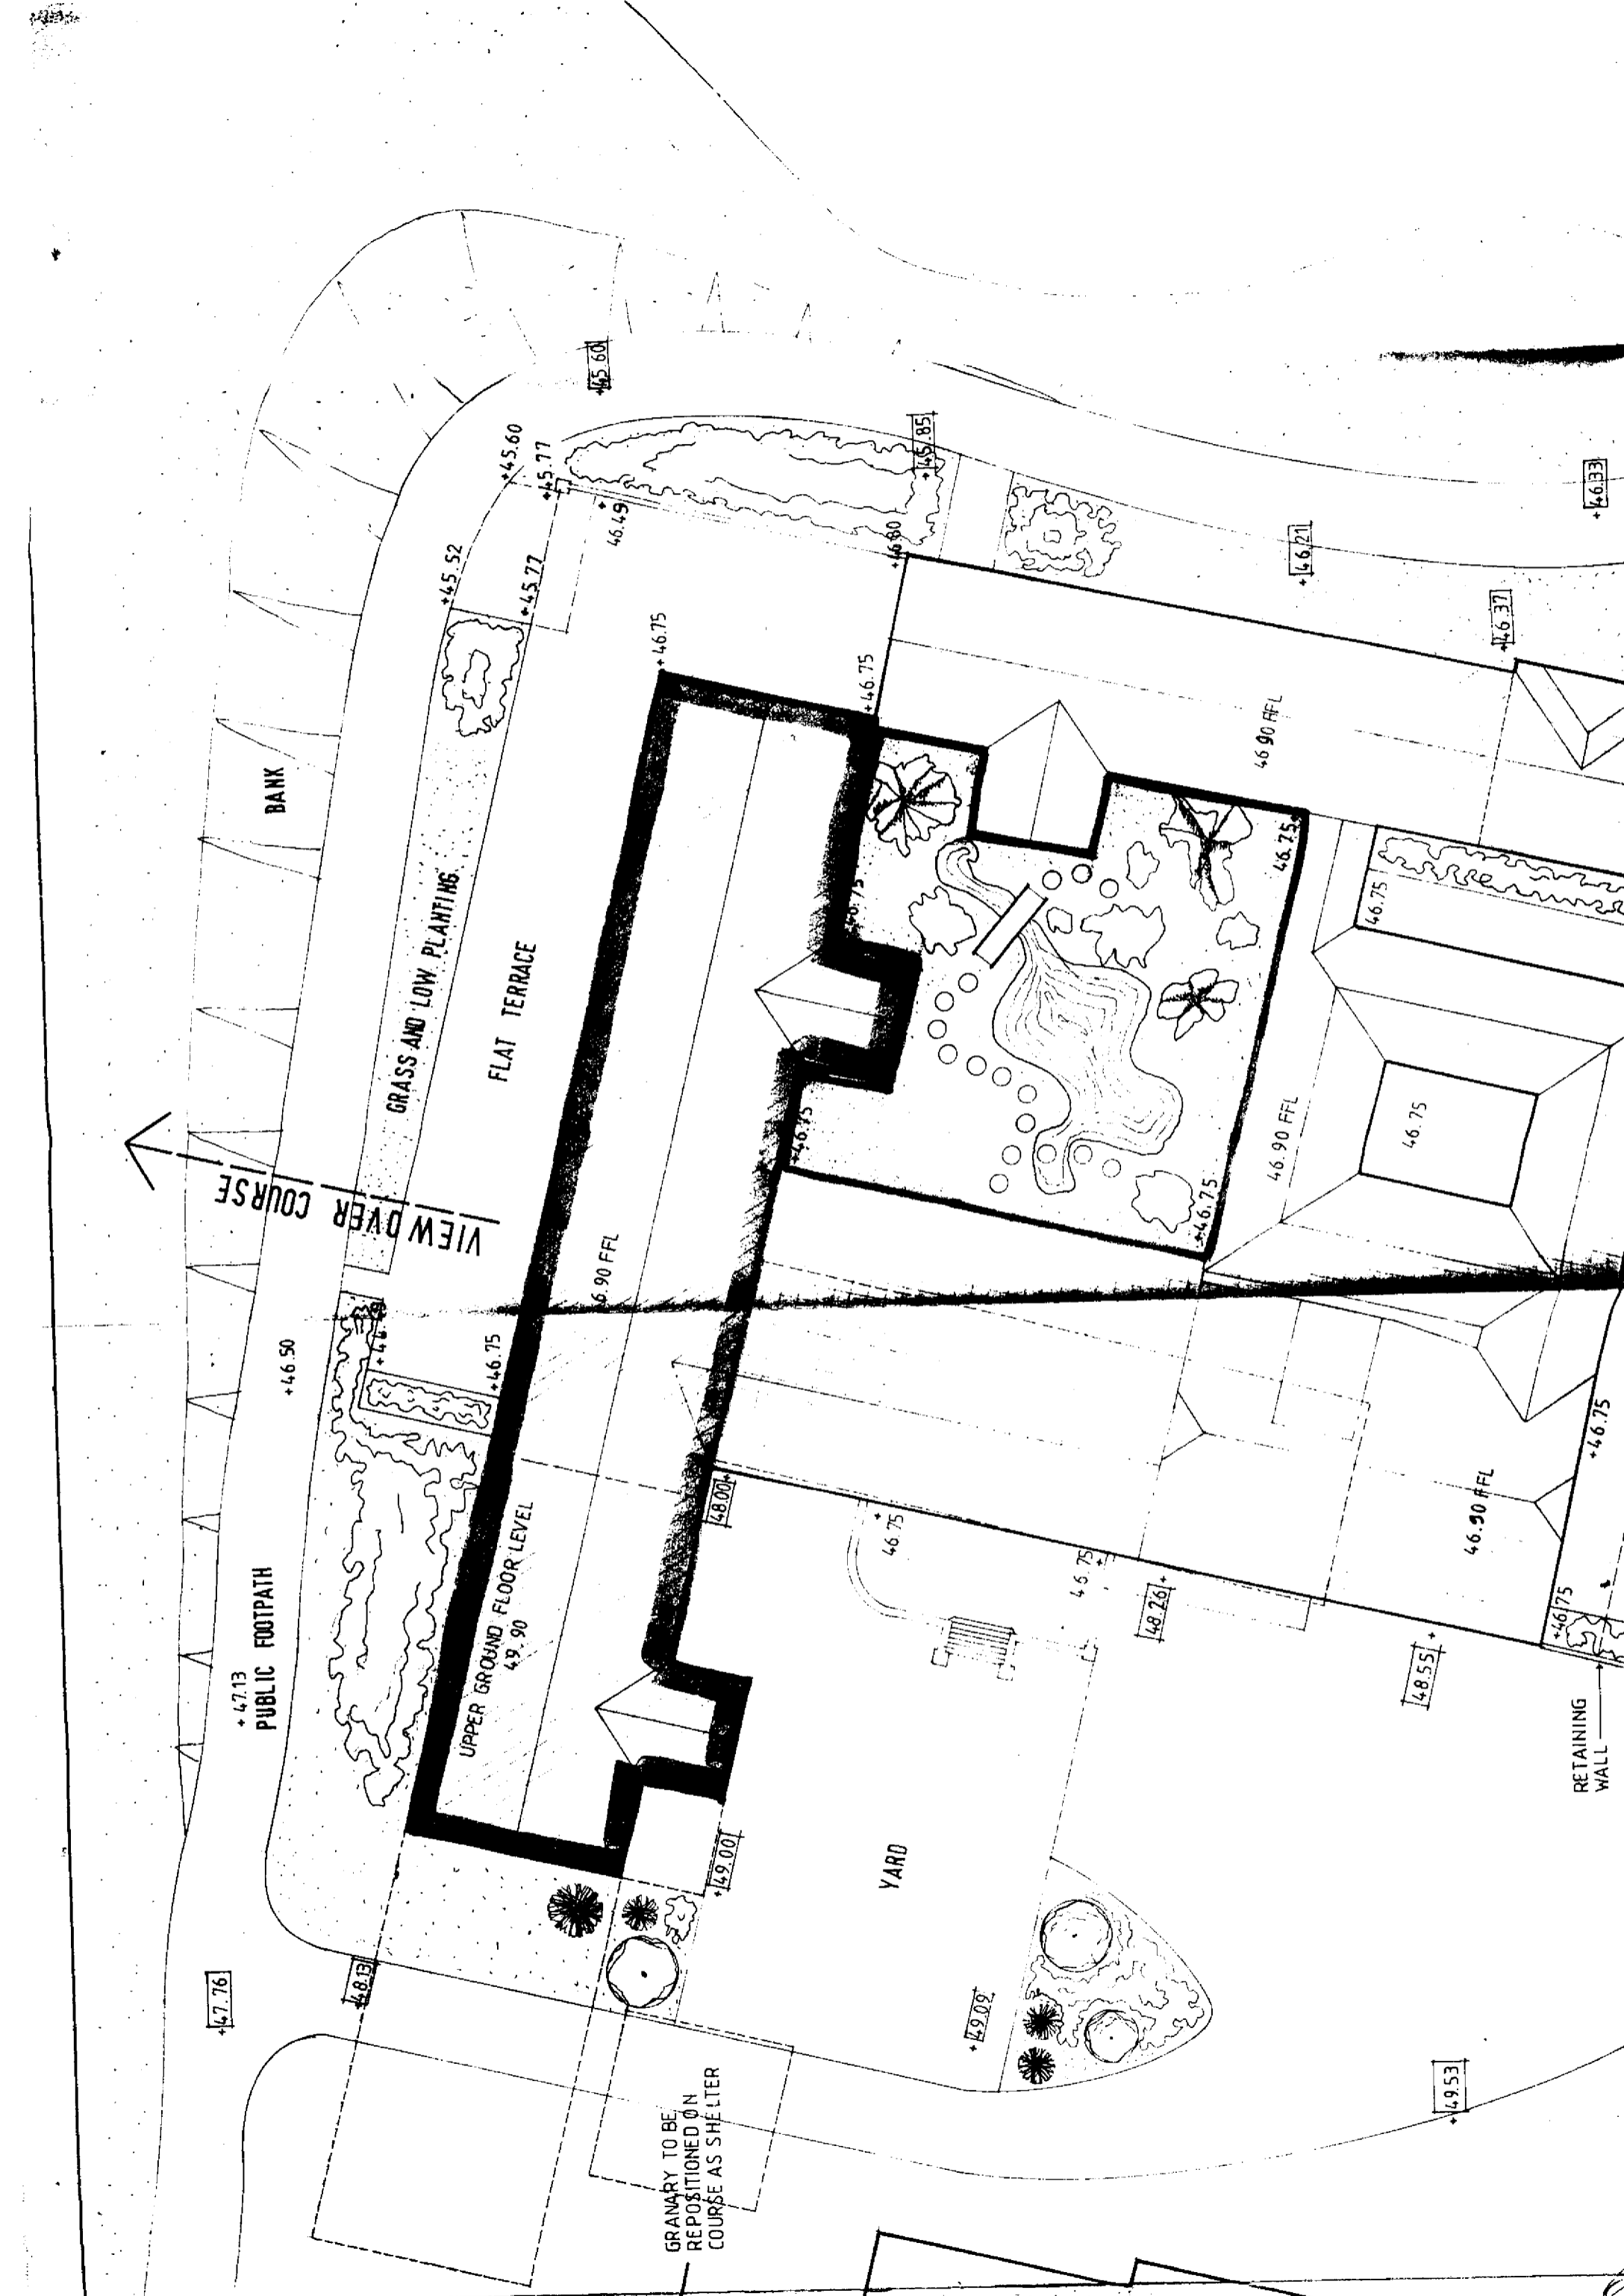 45.60
+45.60
+45.77
46.49
+45.85
+46.80
+46.33
+46.21
+46.37
+45.52
+45.77
+46.75
+46.75
BANK
46.90 FFL
46.75
46.75
GRASS AND LOW PLANTING
FLAT TERRACE
46.75
46.90 FFL
+46.75
+46.75
VIEW OVER COURSE
6.90 FFL
+46.50
+46.75
+46.75
46.90 FFL
48.00
46.75
46.75
48.26
48.55
+46.75
UPPER GROUND FLOOR LEVEL
49.90
+47.13
PUBLIC FOOTPATH
RETAINING
WALL
49.00
YARD
+47.76
48.13
+49.09
+49.53
GRANARY TO BE
REPOSITIONED ON
COURSE AS SHELTER